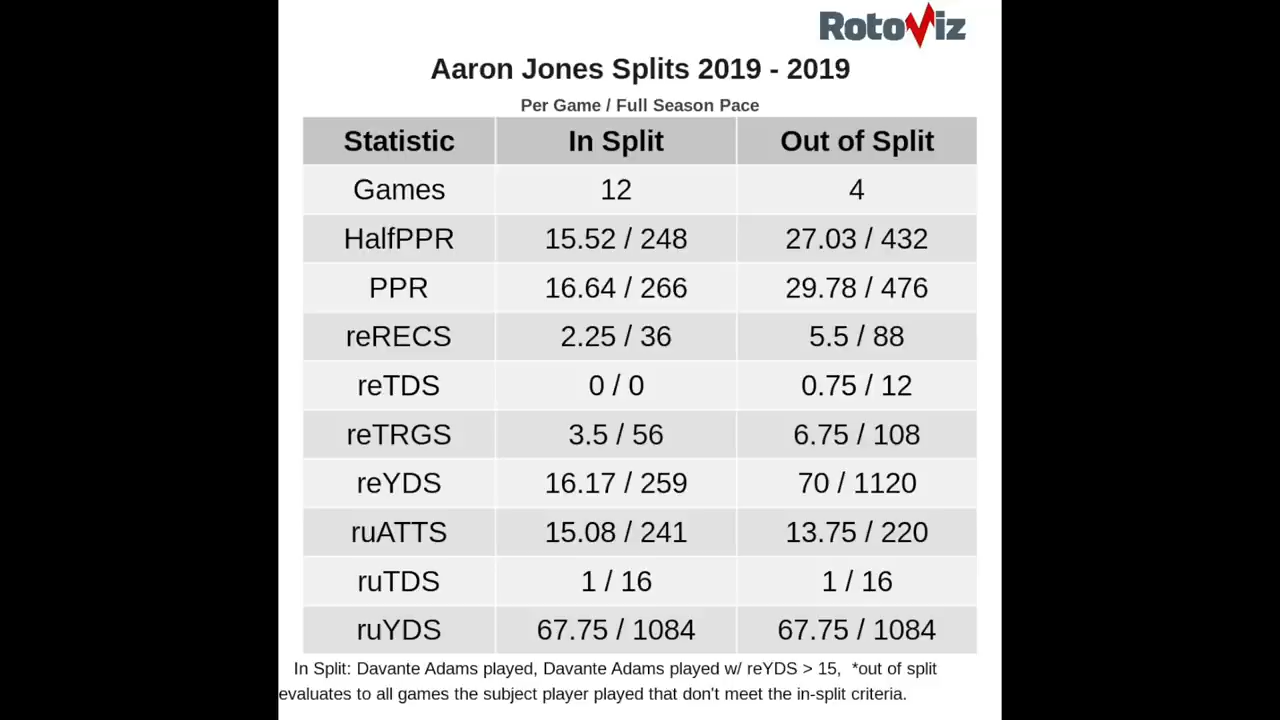 RotoViz
Aaron Jones Splits 2019 - 2019
Per Game / Full Season Pace
Statistic In Split Out of Split
Games 12 4
HalfPPR 15.52 / 248 27.03 / 432
PPR 16.64 / 266 29.78 / 476
reRECS 2.25 / 36 5.5 / 88
reTDS 0 / 0 0.75 / 12
reTRGS 3.5 / 56 6.75 / 108
reYDS 16.17 / 259 70 / 1120
ruATTS 15.08 / 241 13.75 / 220
ruTDS 1 / 16 1 / 16
ruYDS 67.75 / 1084 67.75 / 1084
In Split: Davante Adams played, Davante Adams played w/ reYDS > 15, *out of split
evaluates to all games the subject player played that don't meet the in-split criteria.